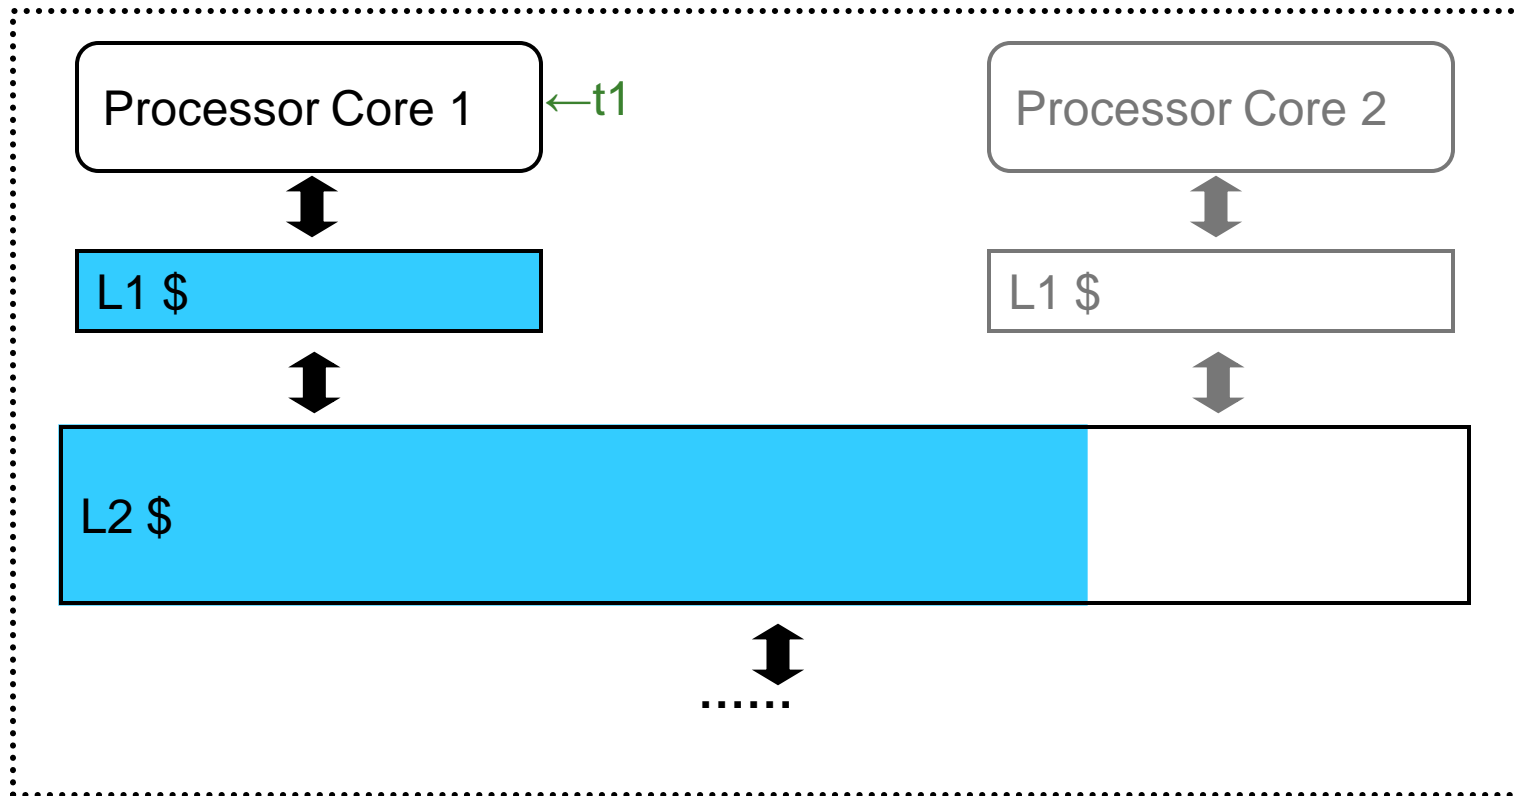 Processor Core 1
←t1
Processor Core 2
L1 $
L1 $
L2 $
......